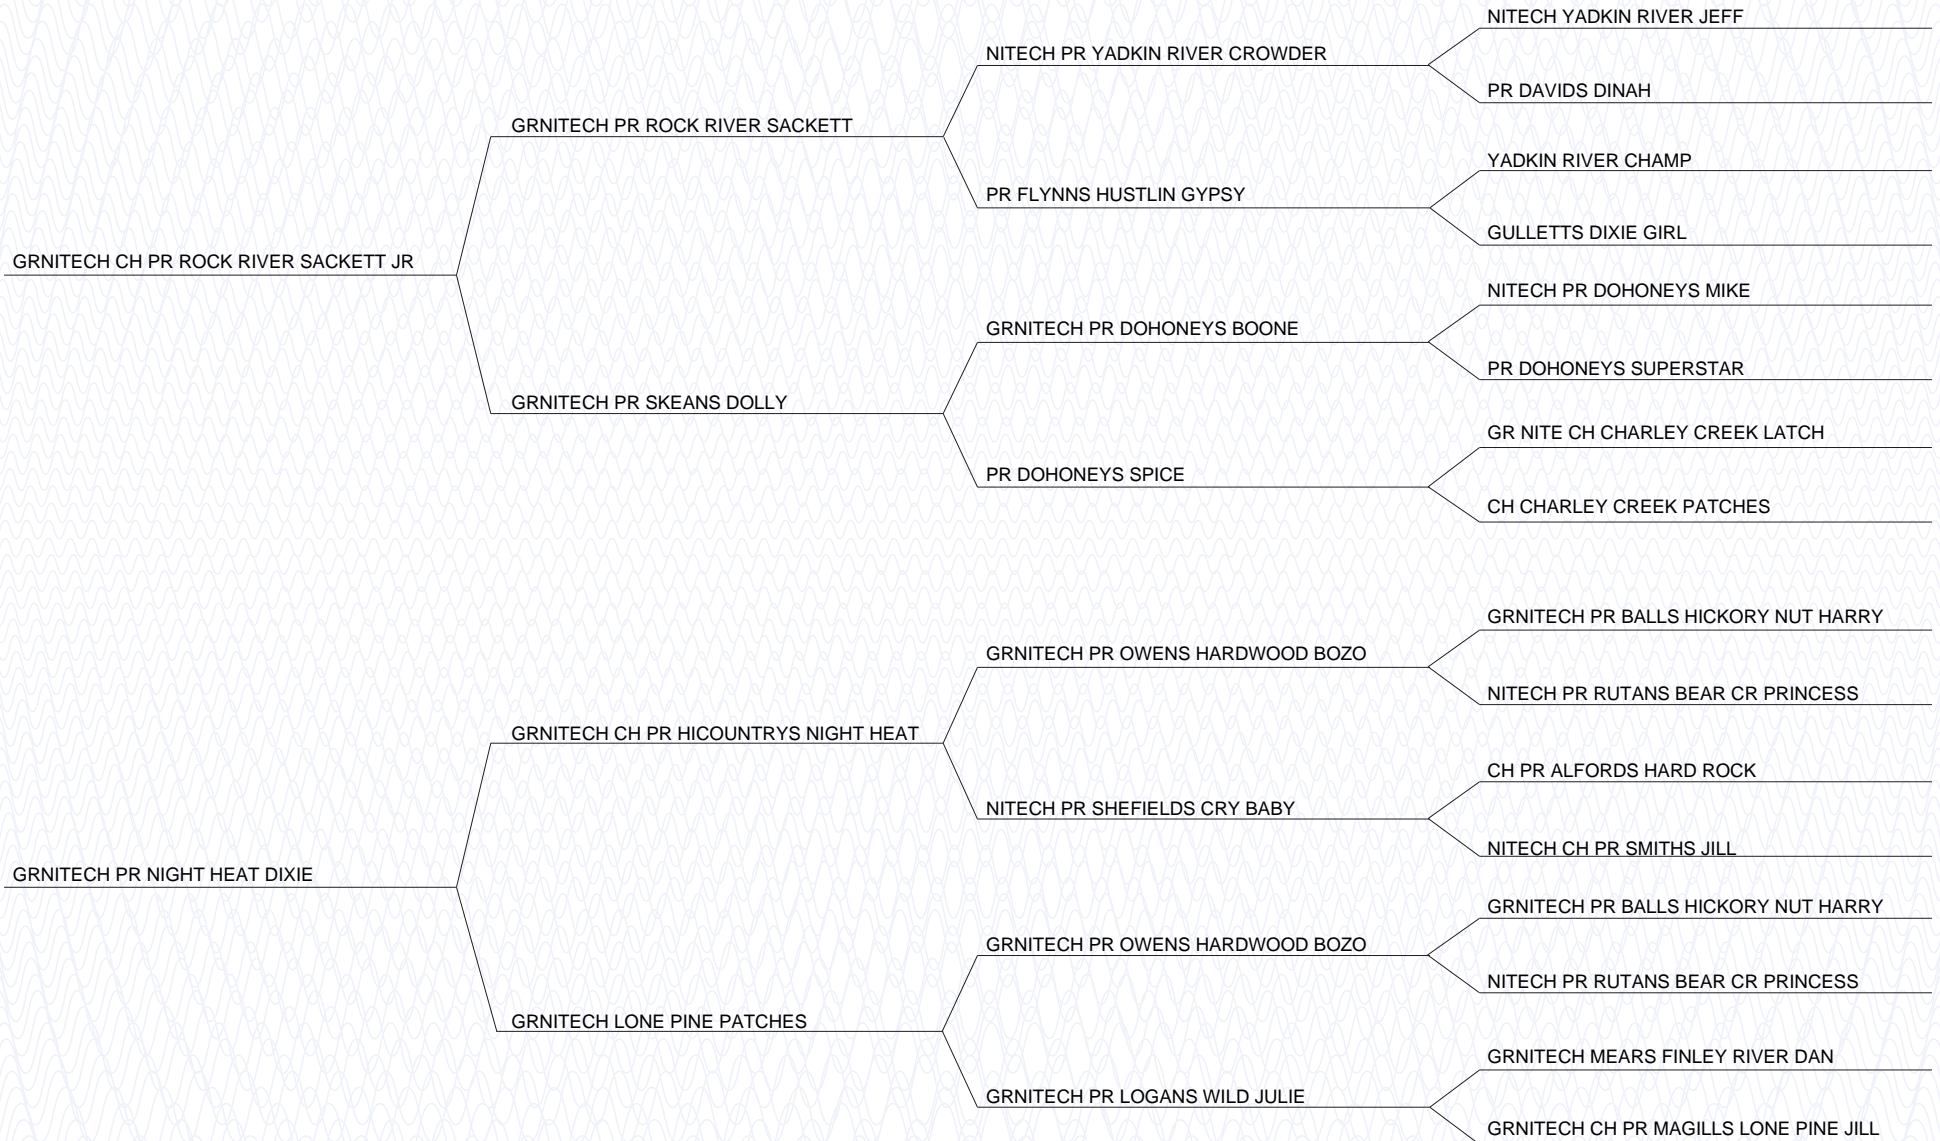 NITECH YADKIN RIVER JEFF
NITECH PR YADKIN RIVER CROWDER
PR DAVIDS DINAH
GRNITECH PR ROCK RIVER SACKETT
YADKIN RIVER CHAMP
PR FLYNNS HUSTLIN GYPSY
GULLETTS DIXIE GIRL
GRNITECH CH PR ROCK RIVER SACKETT JR
NITECH PR DOHONEYS MIKE
GRNITECH PR DOHONEYS BOONE
PR DOHONEYS SUPERSTAR
GRNITECH PR SKEANS DOLLY
GR NITE CH CHARLEY CREEK LATCH
PR DOHONEYS SPICE
CH CHARLEY CREEK PATCHES
GRNITECH PR BALLS HICKORY NUT HARRY
GRNITECH PR OWENS HARDWOOD BOZO
NITECH PR RUTANS BEAR CR PRINCESS
GRNITECH CH PR HICOUNTRYS NIGHT HEAT
CH PR ALFORDS HARD ROCK
NITECH PR SHEFIELDS CRY BABY
NITECH CH PR SMITHS JILL
GRNITECH PR NIGHT HEAT DIXIE
GRNITECH PR BALLS HICKORY NUT HARRY
GRNITECH PR OWENS HARDWOOD BOZO
NITECH PR RUTANS BEAR CR PRINCESS
GRNITECH LONE PINE PATCHES
GRNITECH MEARS FINLEY RIVER DAN
GRNITECH PR LOGANS WILD JULIE
GRNITECH CH PR MAGILLS LONE PINE JILL